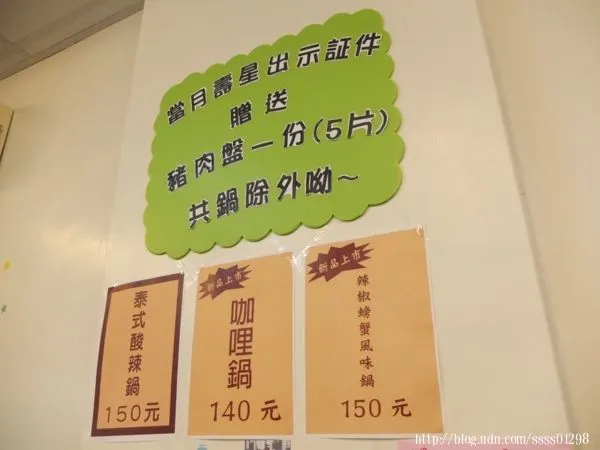 當月壽星出示証件
贈送
豬肉盤一份(5片)
共鍋除外呦~
泰式酸辣鍋
150元
新品上市
咖哩鍋
140 元
新品上市
辣椒螃蟹風味鍋
150 元
http://blog.udn.com/ssss01298